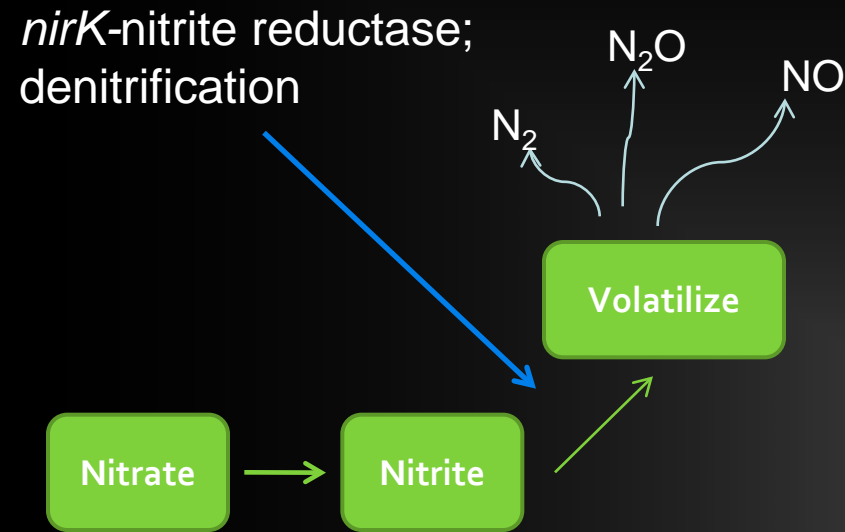 nirK-nitrite reductase;
denitrification
N₂O
NO
N₂
Volatilize
Nitrate
Nitrite